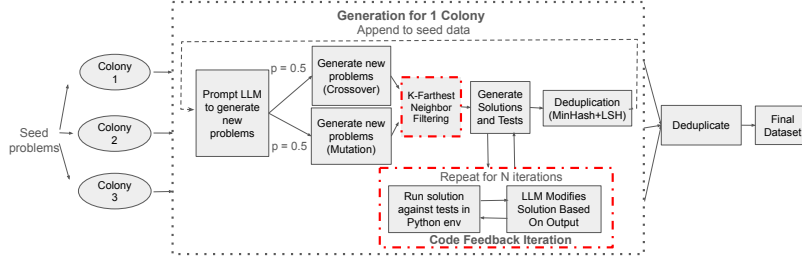 Generation for 1 Colony
Append to seed data
Colony
1
Seed
problems
Colony
2
Colony
3
Prompt LLM
to generate
new
problems
p = 0.5
p = 0.5
Generate new
problems
(Crossover)
Generate new
problems
(Mutation)
K-Farthest
Neighbor
Filtering
Generate
Solutions
and Tests
Deduplication
(MinHash+LSH)
Repeat for N iterations
Run solution
against tests in
Python env
LLM Modifies
Solution Based
On Output
Code Feedback Iteration
Deduplicate
Final
Dataset